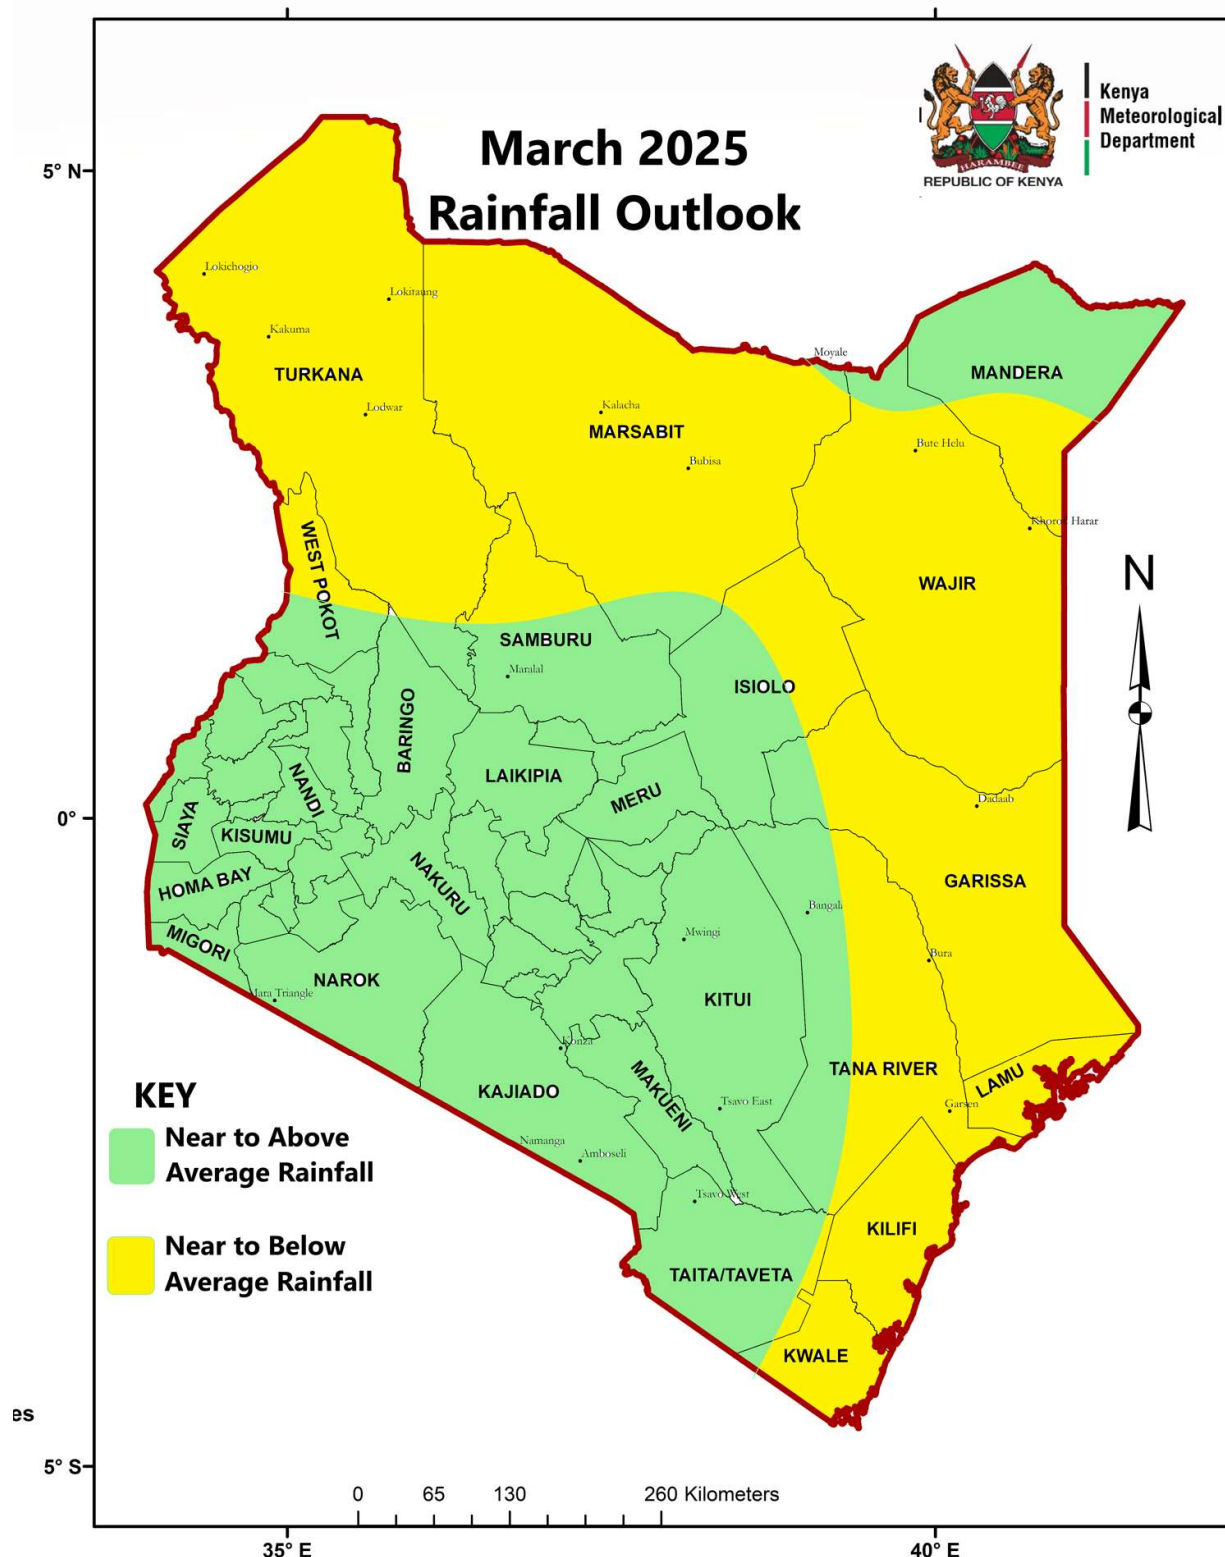 March 2025
Rainfall Outlook
Kenya
Meteorological
Department
HARAMBEE
REPUBLIC OF KENYA
5° N
Lokichogio
Lokitaung
Kakuma
TURKANA
Lodwar
Moyale
MANDERA
Kalacha
MARSABIT
Bubisa
Bute Helu
Khorof Harar
WEST POKOT
WAJIR
N
SAMBURU
Maralal
ISIOLO
BARINGO
LAIKIPIA
MERU
NANDI
SIAYA
KISUMU
0°
Dadaab
HOMA BAY
NAKURU
GARISSA
MIGORI
Bangali
Mwingi
Bura
NAROK
Mara Triangle
KITUI
Konza
TANA RIVER
LAMU
KAJIADO
MAKUENI
Tsavo East
Garsen
Namanga
Amboseli
Tsavo West
KILIFI
TAITA/TAVETA
KWALE
KEY
Near to Above
Average Rainfall
Near to Below
Average Rainfall
es
5° S
0 65 130 260 Kilometers
35° E 40° E